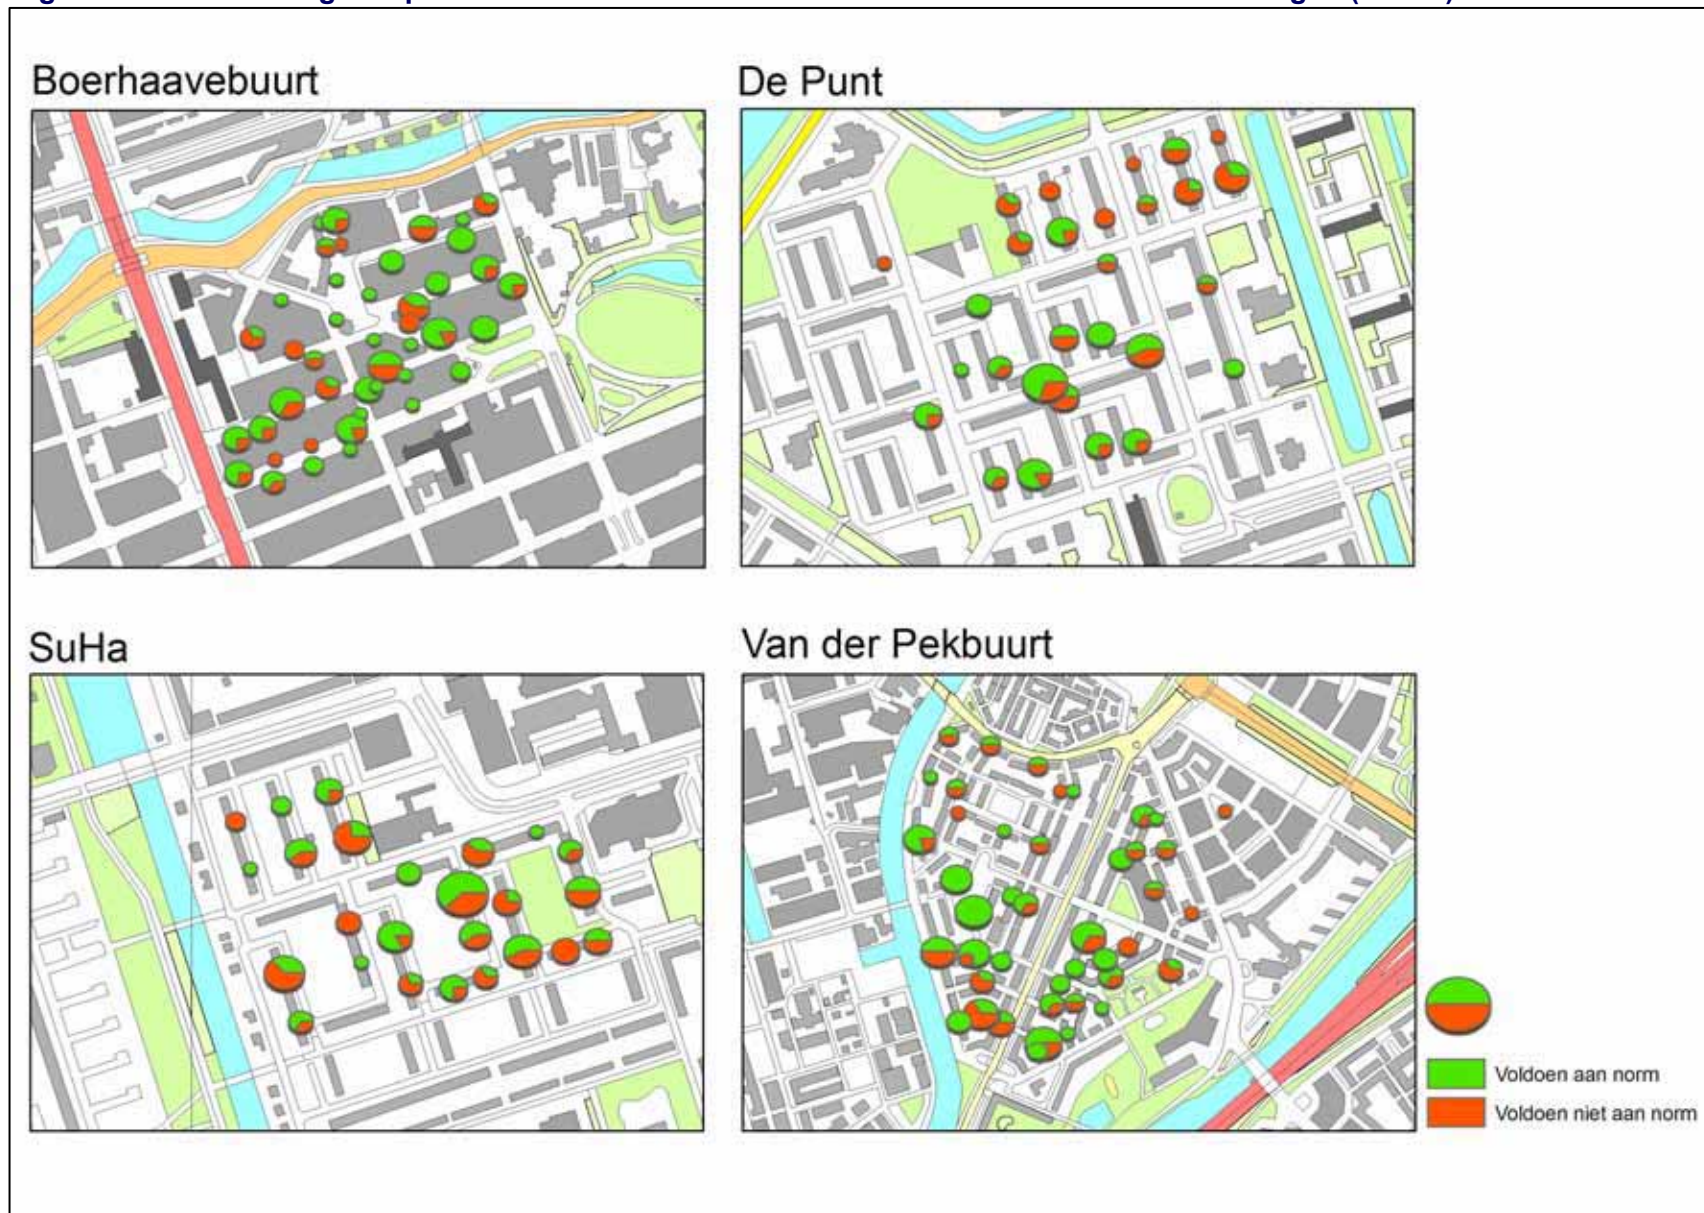 Boerhaavebuurt
De Punt
SuHa
Van der Pekbuurt
Voldoen aan norm
Voldoen niet aan norm